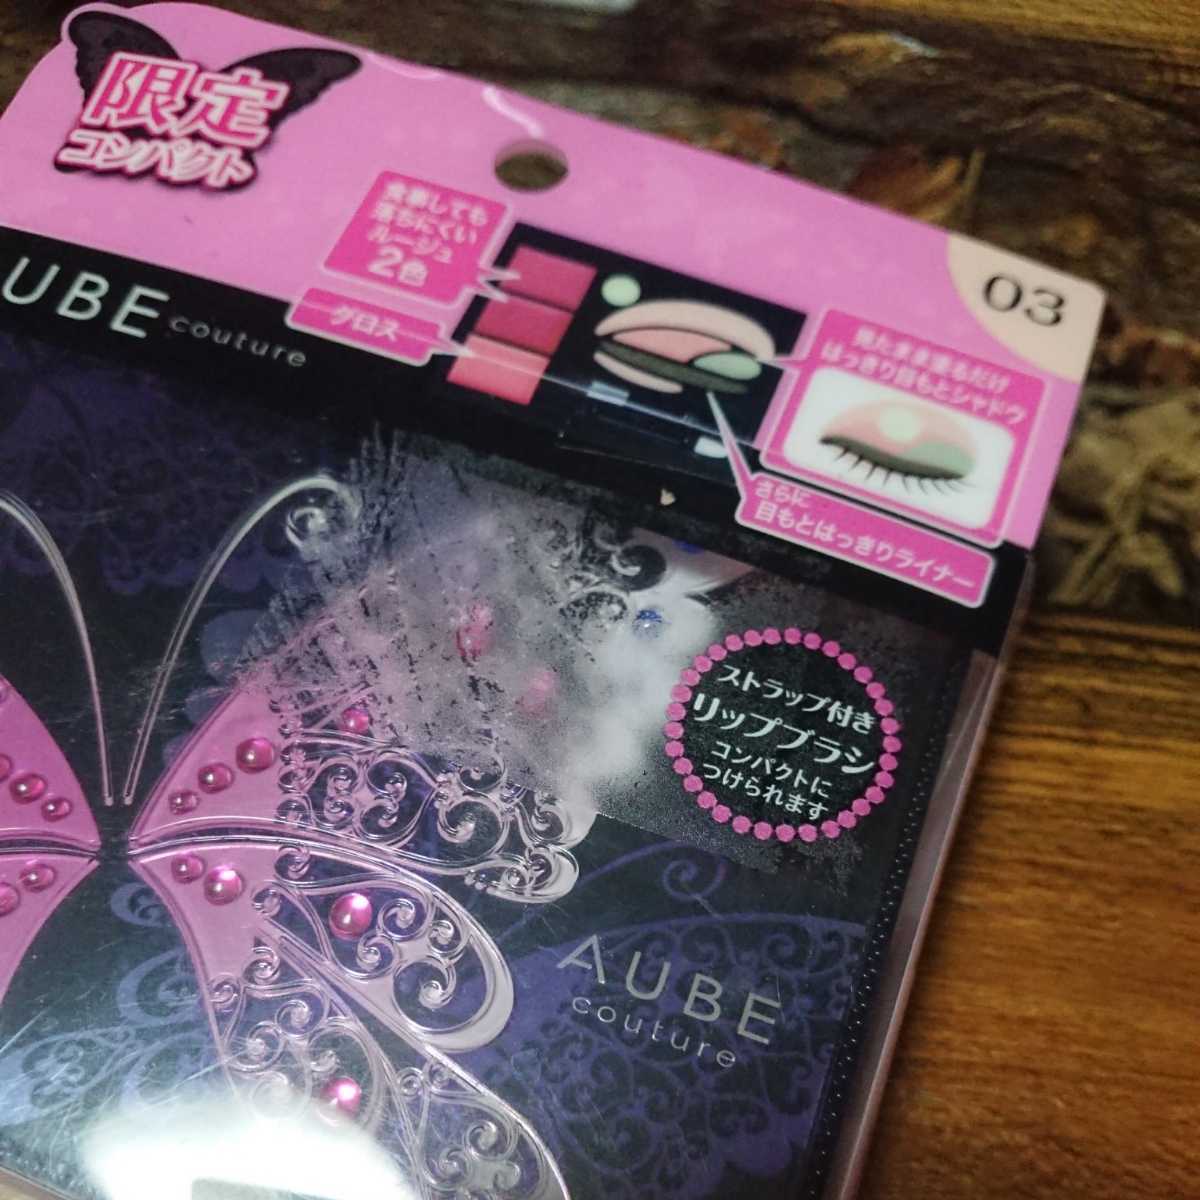 限定
コンパクト
食事しても
落ちにくい
ルージュ
2色
グロス
UBE
couture
03
見たまま塗るだけ
はっきり目もとシャドウ
さらに
目もとはっきりライナー
ストラップ付き
リップブラシ
コンパクトに
つけられます
AUBE
couture